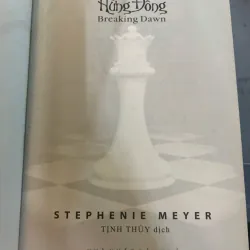 Hừng Đông
Breaking Dawn
STEPHENIE MEYER
TỊNH THỦY dịch